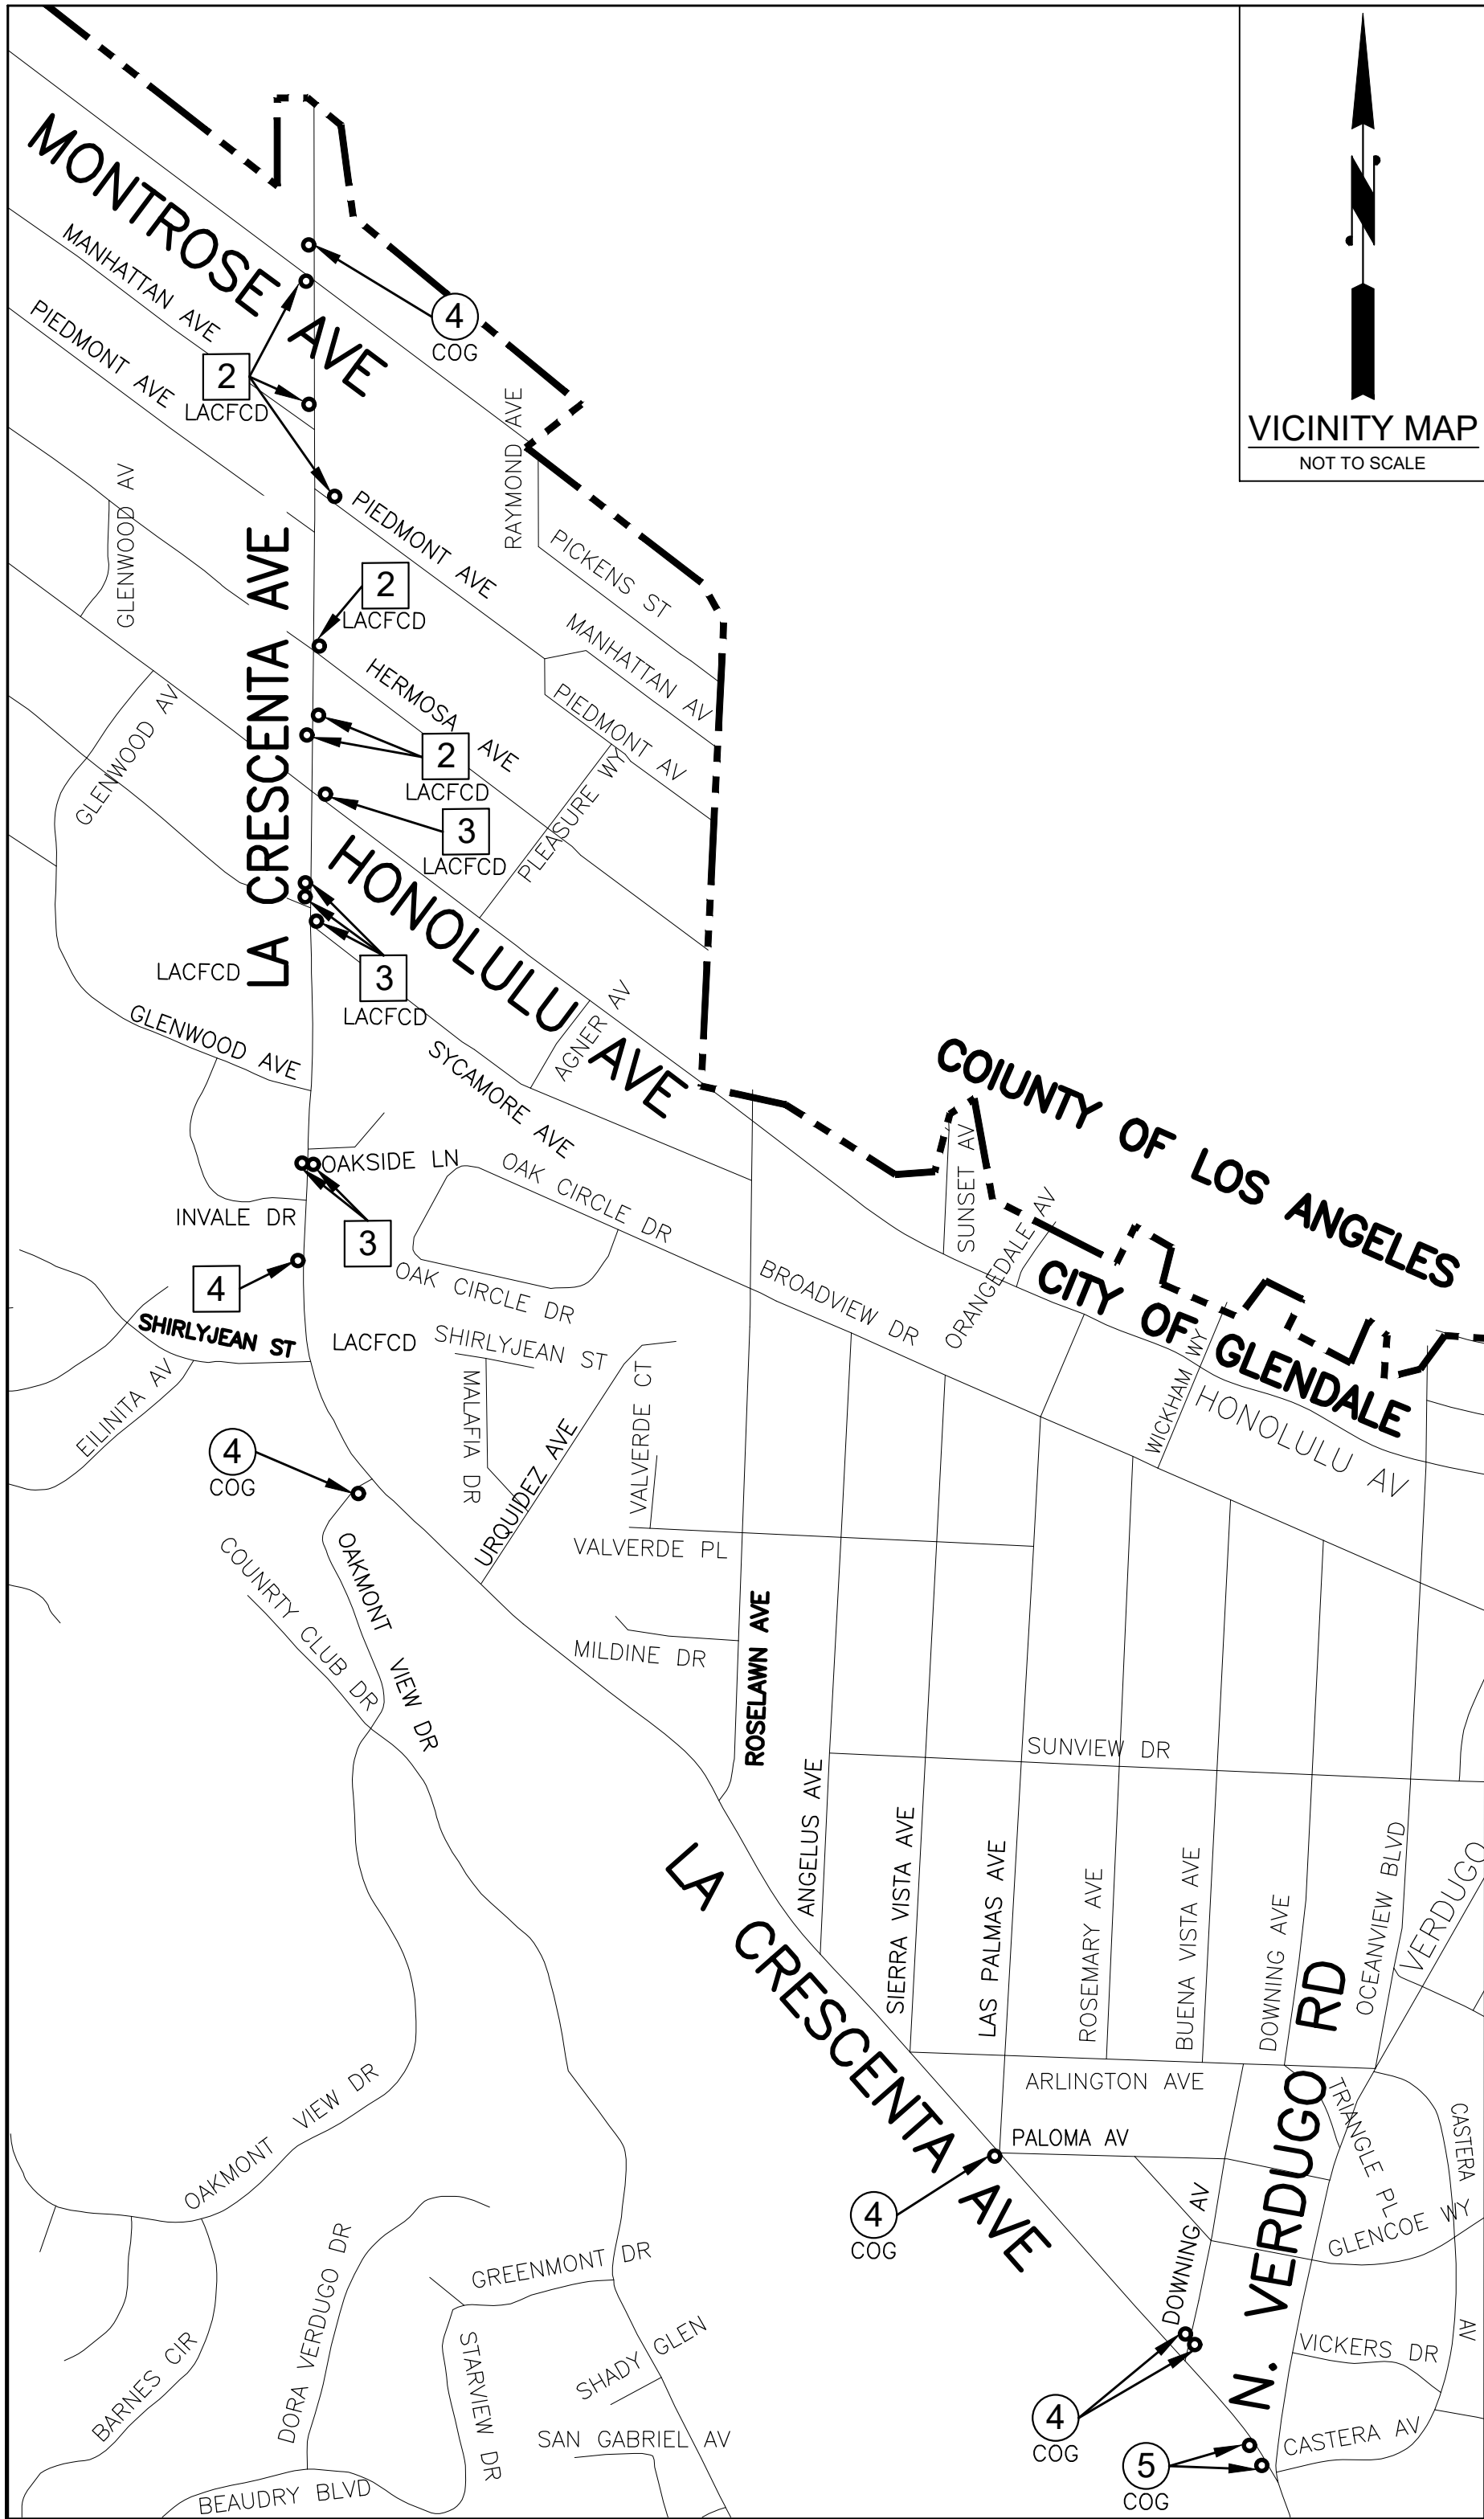 MONTROSE AVE
MANHATTAN AVE
PIEDMONT AVE
4
COG
2
LACFCD
RAYMOND AVE
VICINITY MAP
NOT TO SCALE
N
GLENWOOD AV
PIEDMONT AVE
PICKENS ST
LA CRESCENTA AVE
2
LACFCD
MANHATTAN AV
HERMOSA AVE
PIEDMONT AV
GLENWOOD AV
2
LACFCD
PLEASURE WY
3
LACFCD
HONOLULU AVE
LACFCD
3
LACFCD
AGNER AV
GLENWOOD AVE
SYCAMORE AVE
COIUNTY OF LOS ANGELES
SUNSET AV
OAKSIDE LN
OAK CIRCLE DR
INVALE DR
3
ORANGEDALE AV
CITY OF GLENDALE
4
OAK CIRCLE DR
BROADVIEW DR
SHIRLYJEAN ST
LACFCD
SHIRLYJEAN ST
WICKHAM WY
HONOLULU AV
EILINITA AV
MALAFIA DR
VALVERDE CT
4
COG
URQUIDEZ AVE
VALVERDE PL
COUNRTY CLUB DR
OAKMONT VIEW DR
MILDINE DR
ROSELAWN AVE
SUNVIEW DR
ANGELUS AVE
SIERRA VISTA AVE
LAS PALMAS AVE
ROSEMARY AVE
BUENA VISTA AVE
DOWNING AVE
OCEANVIEW BLVD
VERDUGO
LA CRESCENTA AVE
N. VERDUGO RD
ARLINGTON AVE
TRIANGLE PL
CASTERA AV
PALOMA AV
OAKMONT VIEW DR
4
COG
DOWNING AV
GLENCOE WY
GREENMONT DR
DORA VERDUGO DR
BARNES CIR
STARVIEW DR
SHADY GLEN
VICKERS DR
4
COG
SAN GABRIEL AV
CASTERA AV
5
COG
BEAUDRY BLVD